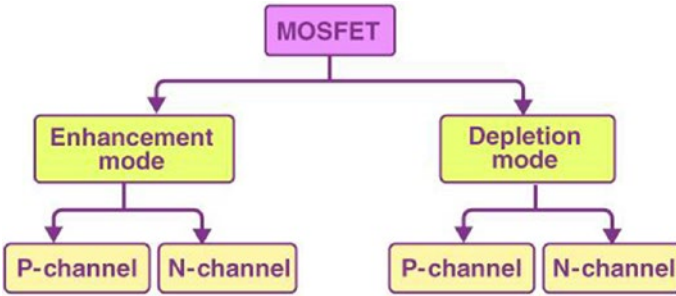 MOSFET
Enhancement
mode
Depletion
mode
P-channel
N-channel
P-channel
N-channel